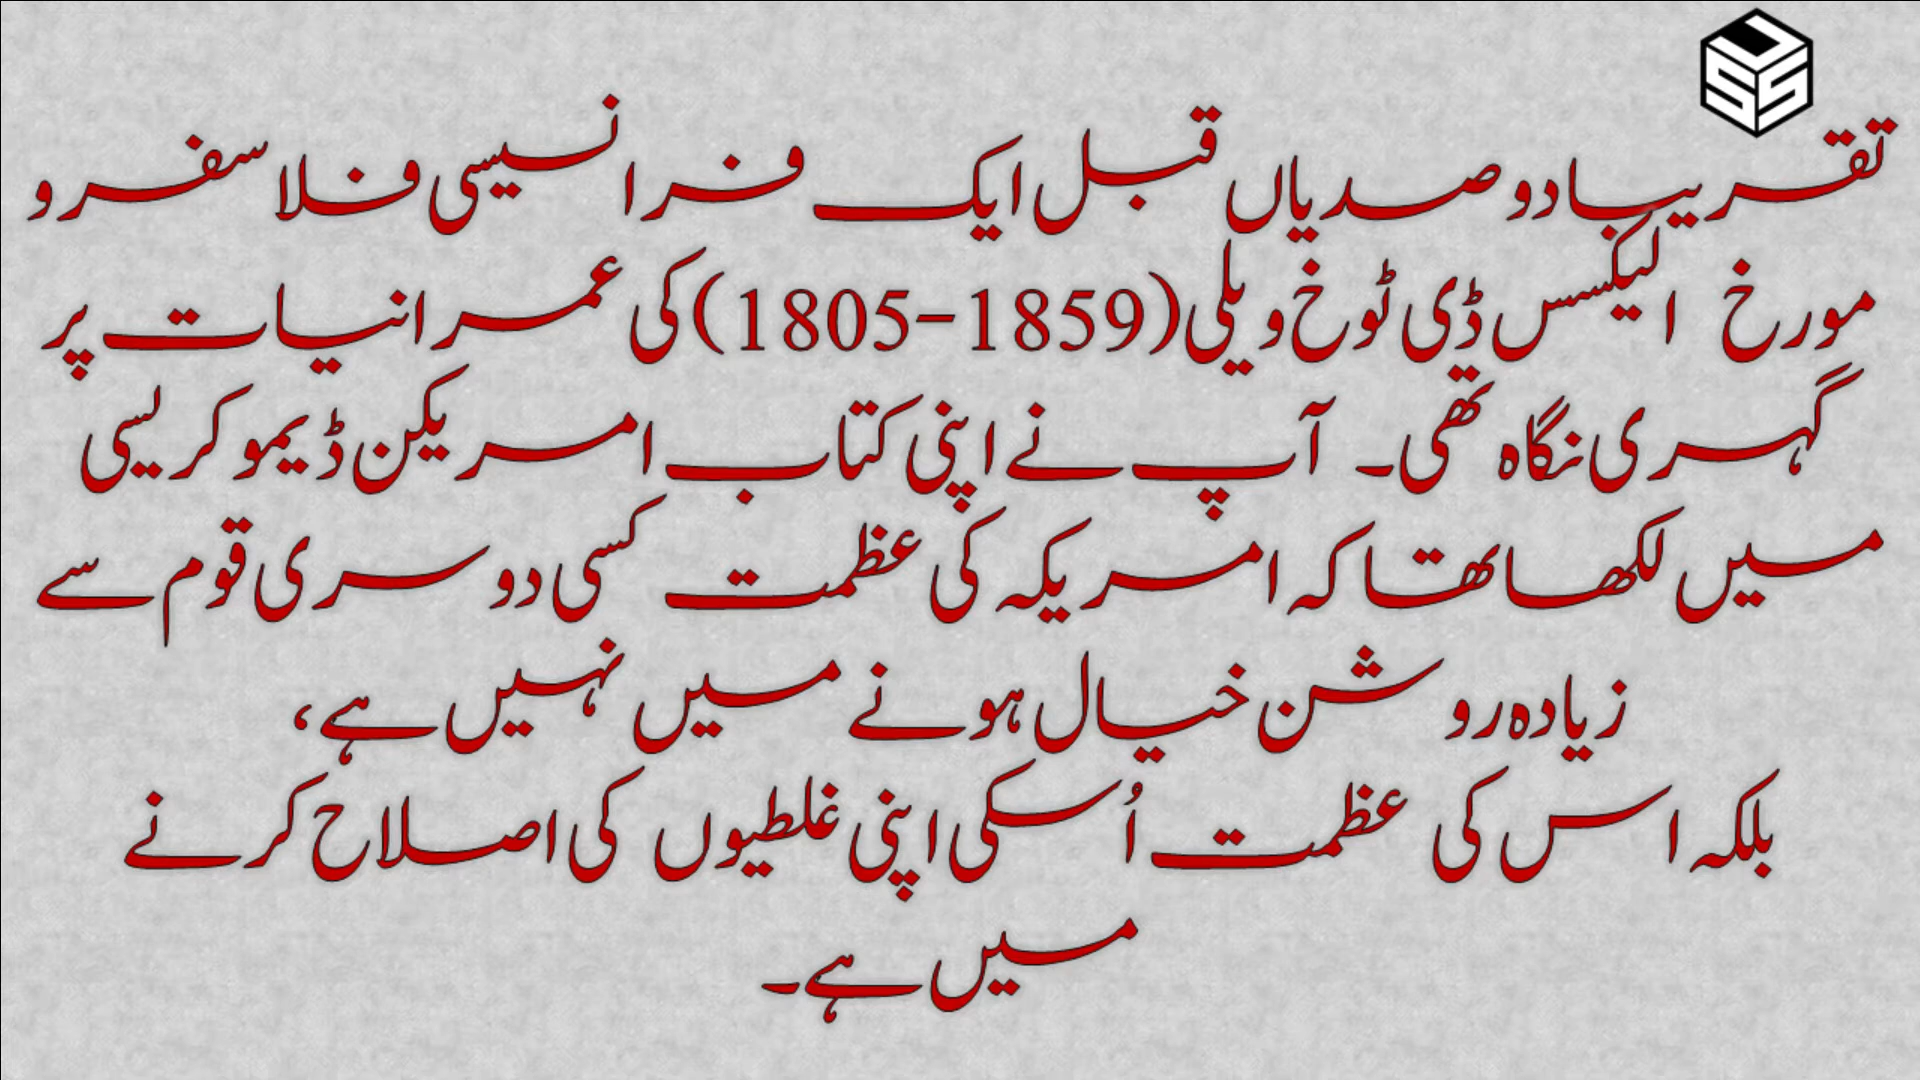 USS
تقریبا دو صدیاں قبل ایک فرانسیسی فلاسفر و
مورخ الیکسس ڈی ٹوخ ویلی (1859-1805) کی عمرانیات پر
گہری نگاہ تھی۔ آپ نے اپنی کتاب امریکن ڈیموکریسی
میں لکھا تھا کہ امریکہ کی عظمت کسی دوسری قوم سے
زیادہ روشن خیال ہونے میں نہیں ہے،
بلکہ اس کی عظمت اُسکی اپنی غلطیوں کی اصلاح کرنے
میں ہے۔